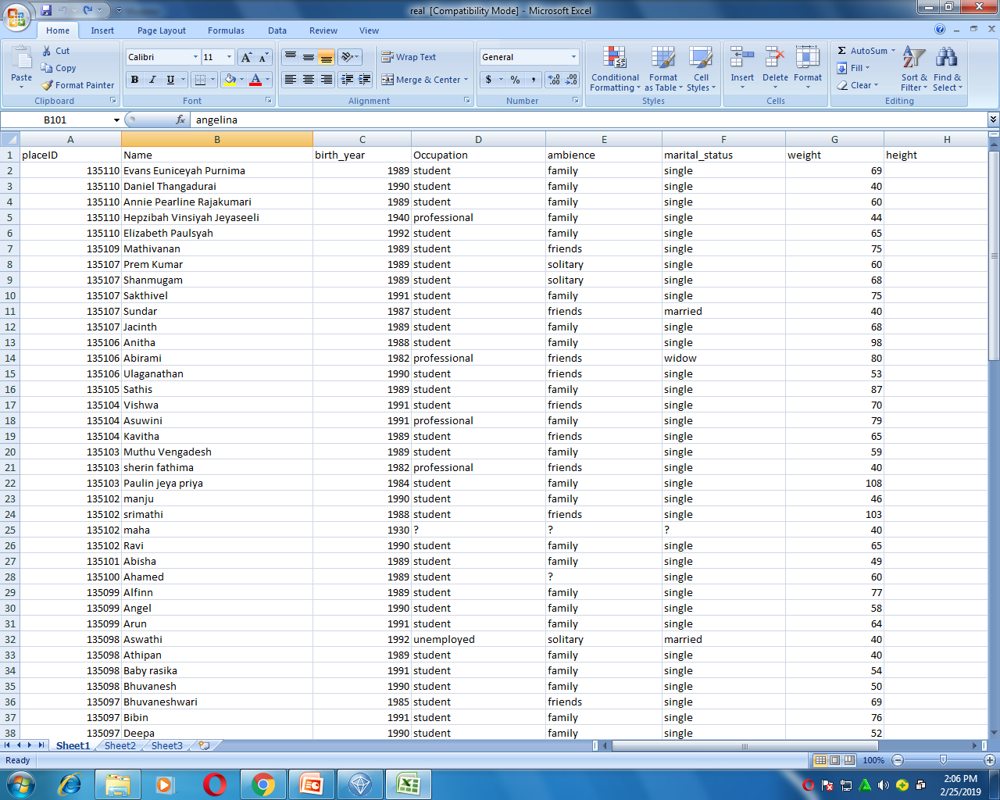 real [Compatibility Mode] - Microsoft Excel
Home Insert Page Layout Formulas Data Review View
Paste Cut Copy Format Painter Clipboard
Calibri 11 B I U Font
Wrap Text Merge & Center Alignment
General $ % , Number
Conditional Formatting Format as Table Cell Styles Styles
Insert Delete Format Cells
Σ AutoSum Fill Clear Sort & Filter Find & Select Editing
B101 fx angelina
A B C D E F G H
1 placeID Name birth_year Occupation ambience marital_status weight height
2 135110 Evans Euniceyah Purnima 1989 student family single 69
3 135110 Daniel Thangadurai 1990 student family single 40
4 135110 Annie Pearline Rajakumari 1989 student family single 60
5 135110 Hepzibah Vinsiyah Jeyaseeli 1940 professional family single 44
6 135110 Elizabeth Paulsyah 1992 student family single 65
7 135109 Mathivanan 1989 student friends single 75
8 135107 Prem Kumar 1989 student solitary single 60
9 135107 Shanmugam 1989 student solitary single 68
10 135107 Sakthivel 1991 student family single 75
11 135107 Sundar 1987 student friends married 40
12 135107 Jacinth 1989 student family single 68
13 135106 Anitha 1988 student family single 98
14 135106 Abirami 1982 professional friends widow 80
15 135106 Ulaganathan 1990 student friends single 53
16 135105 Sathis 1989 student family single 87
17 135104 Vishwa 1991 student friends single 70
18 135104 Asuwini 1991 professional family single 79
19 135104 Kavitha 1989 student friends single 65
20 135103 Muthu Vengadesh 1989 student family single 59
21 135103 sherin fathima 1982 professional friends single 40
22 135103 Paulin jeya priya 1984 student family single 108
23 135102 manju 1990 student family single 46
24 135102 srimathi 1988 student friends single 103
25 135102 maha 1930 ? ? ? 40
26 135102 Ravi 1990 student family single 65
27 135101 Abisha 1989 student family single 49
28 135100 Ahamed 1989 student ? single 60
29 135099 Alfinn 1989 student family single 77
30 135099 Angel 1990 student family single 58
31 135099 Arun 1991 student family single 64
32 135098 Aswathi 1992 unemployed solitary married 40
33 135098 Athipan 1989 student family single 40
34 135098 Baby rasika 1991 student family single 54
35 135098 Bhuvanesh 1990 student family single 50
36 135097 Bhuvaneshwari 1985 student friends single 69
37 135097 Bibin 1991 student family single 76
38 135097 Deepa 1990 student family single 52
Sheet1 Sheet2 Sheet3
Ready 100%
2:06 PM
2/25/2019